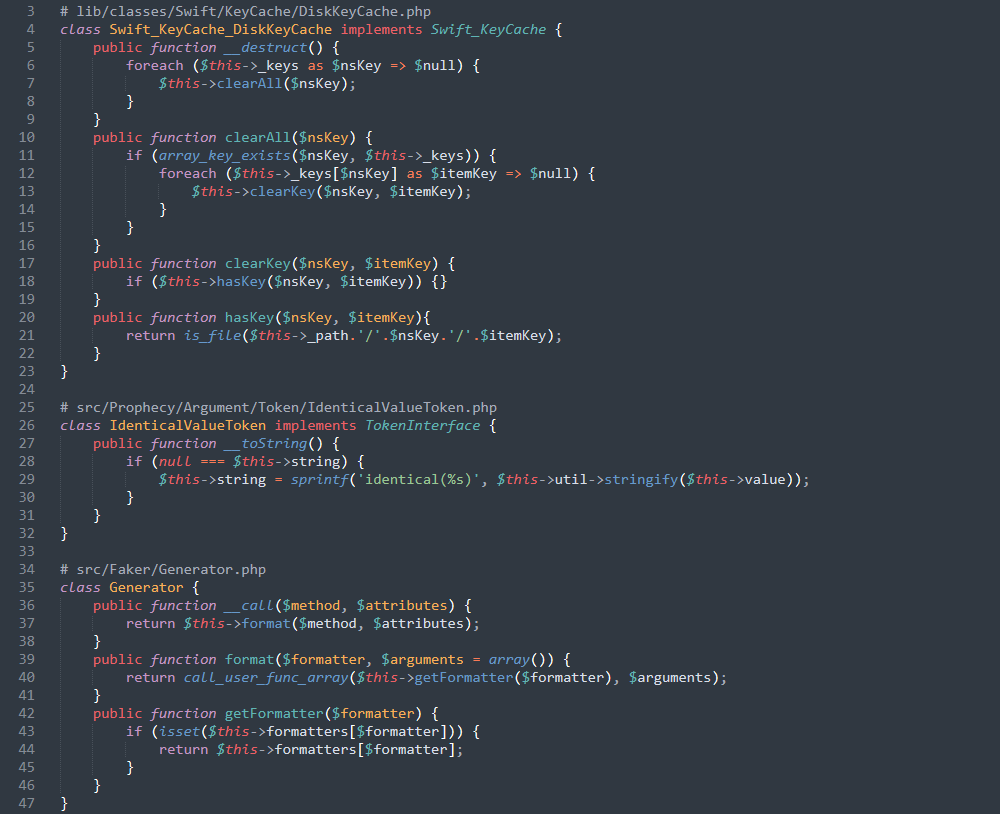 3 # lib/classes/Swift/KeyCache/DiskKeyCache.php
4 class Swift_KeyCache_DiskKeyCache implements Swift_KeyCache {
5     public function __destruct() {
6         foreach ($this->_keys as $nsKey => $null) {
7             $this->clearAll($nsKey);
8         }
9     }
10     public function clearAll($nsKey) {
11         if (array_key_exists($nsKey, $this->_keys)) {
12             foreach ($this->_keys[$nsKey] as $itemKey => $null) {
13                 $this->clearKey($nsKey, $itemKey);
14             }
15         }
16     }
17     public function clearKey($nsKey, $itemKey) {
18         if ($this->hasKey($nsKey, $itemKey)) {}
19     }
20     public function hasKey($nsKey, $itemKey){
21         return is_file($this->_path.'/'.$nsKey.'/'.$itemKey);
22     }
23 }
24
25 # src/Prophecy/Argument/Token/IdenticalValueToken.php
26 class IdenticalValueToken implements TokenInterface {
27     public function __toString() {
28         if (null === $this->string) {
29             $this->string = sprintf('identical(%s)', $this->util->stringify($this->value));
30         }
31     }
32 }
33
34 # src/Faker/Generator.php
35 class Generator {
36     public function __call($method, $attributes) {
37         return $this->format($method, $attributes);
38     }
39     public function format($formatter, $arguments = array()) {
40         return call_user_func_array($this->getFormatter($formatter), $arguments);
41     }
42     public function getFormatter($formatter) {
43         if (isset($this->formatters[$formatter])) {
44             return $this->formatters[$formatter];
45         }
46     }
47 }